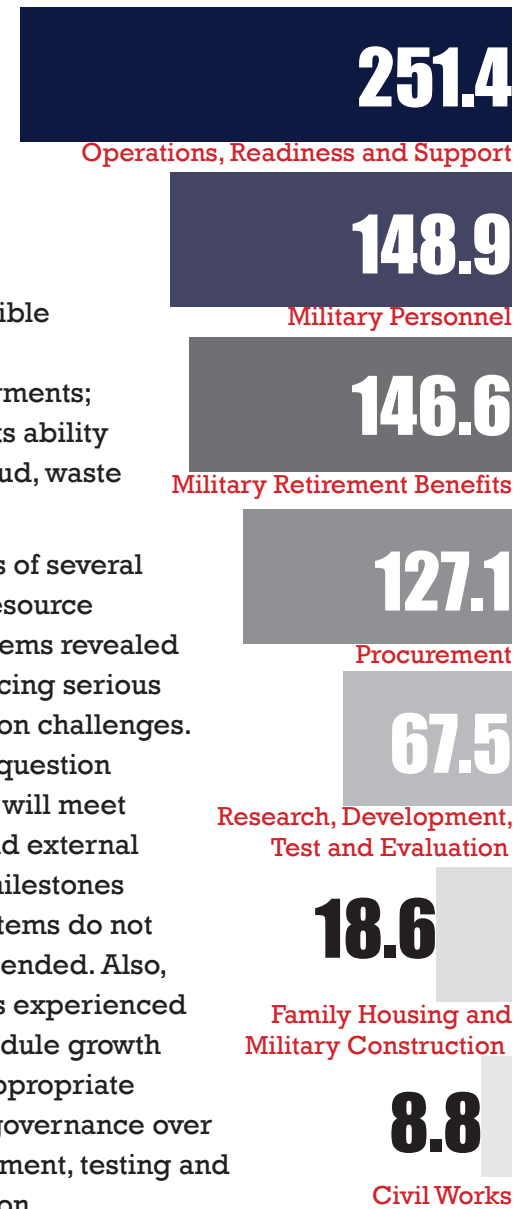 251.4
Operations, Readiness and Support
148.9
Military Personnel
146.6
Military Retirement Benefits
127.1
Procurement
67.5
Research, Development,
Test and Evaluation
18.6
Family Housing and
Military Construction
8.8
Civil Works
ible
ments;
ts ability
ud, waste
s of several
esource
ems revealed
cing serious
on challenges.
question
will meet
d external
ilestones
tems do not
ended. Also,
s experienced
dule growth
ppropriate
governance over
ment, testing and
on